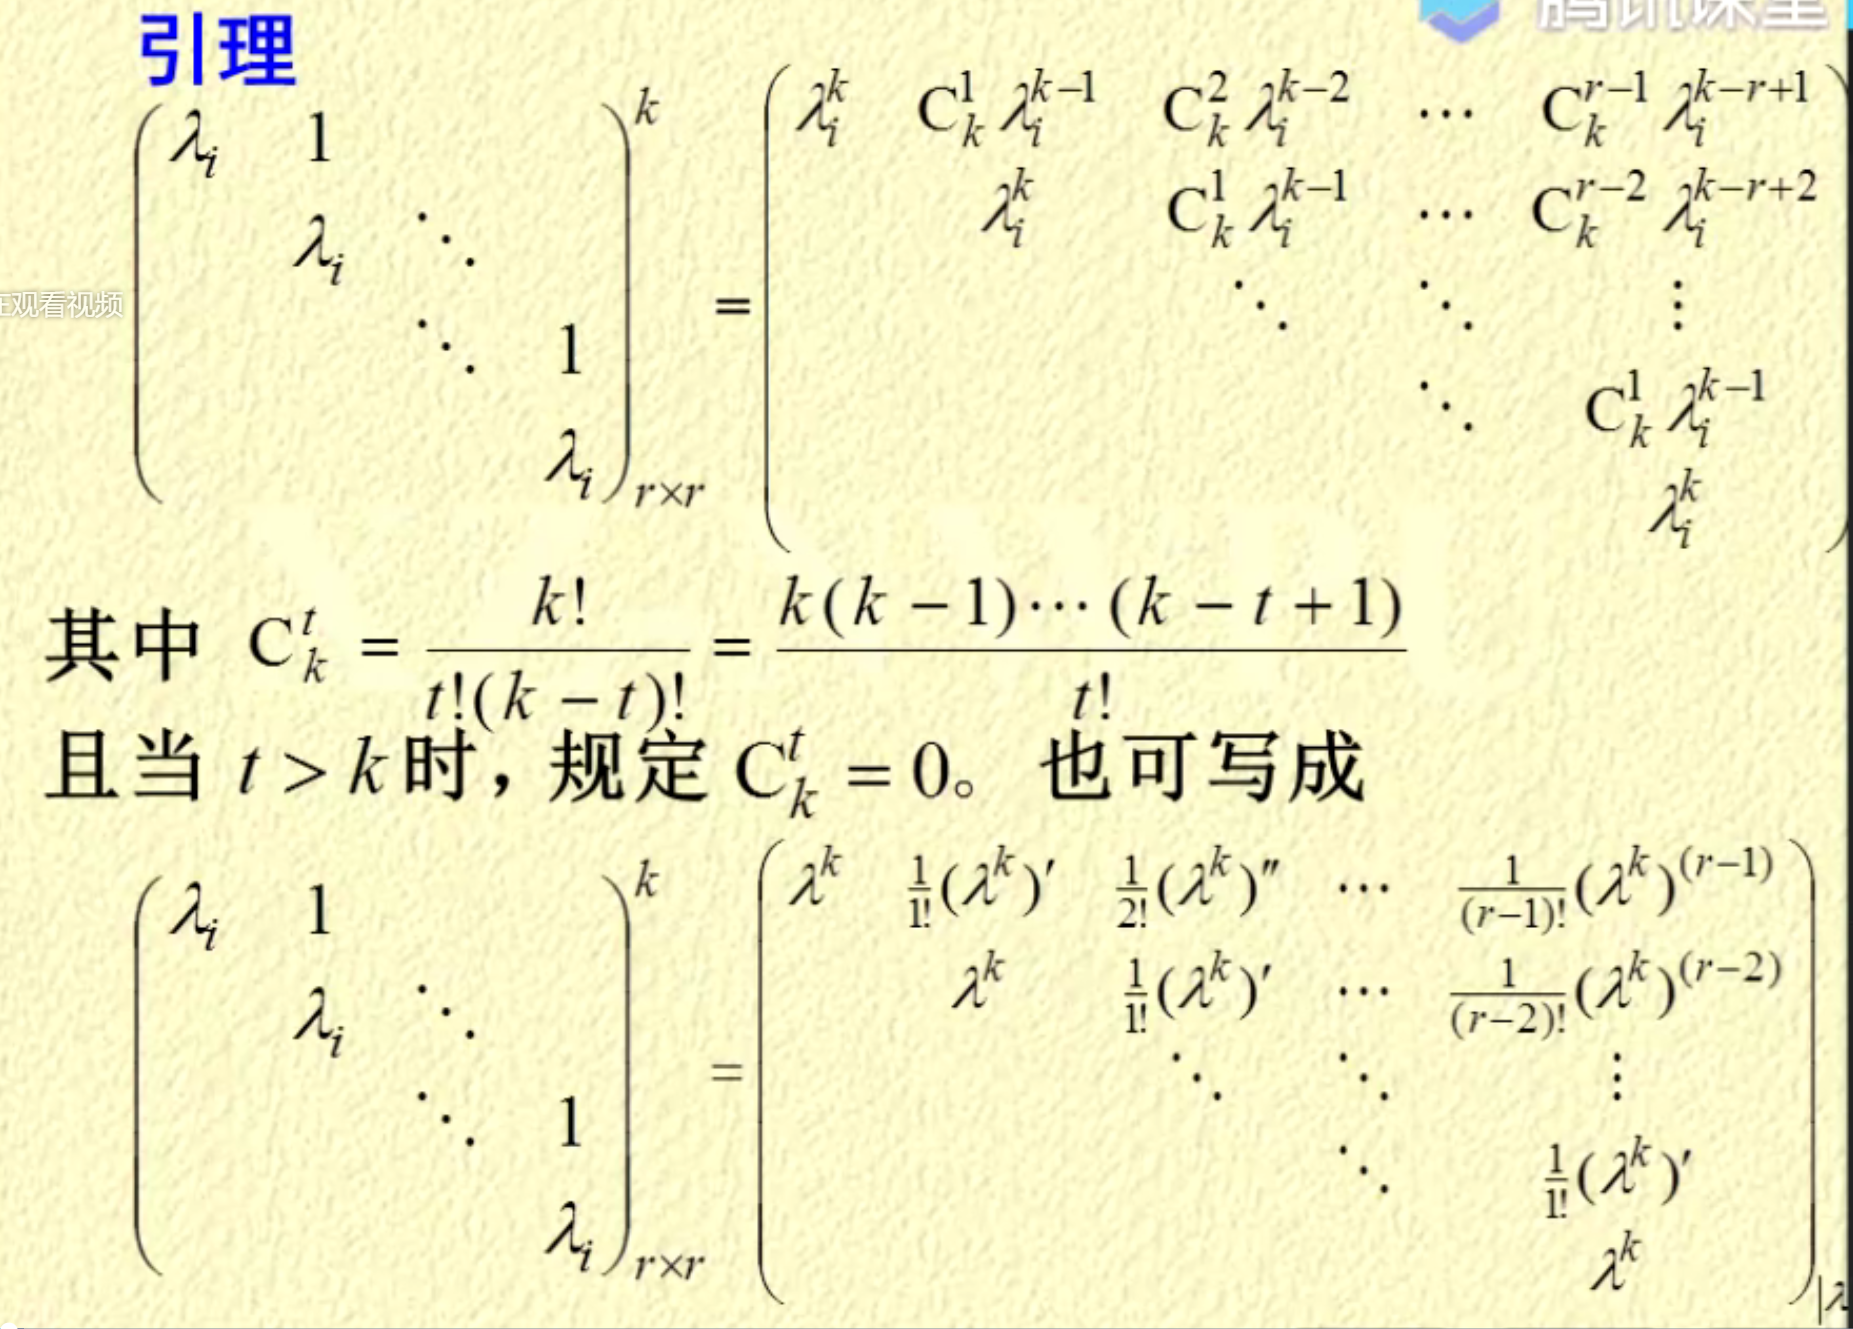 腾讯课堂
引理
在观看视频
$\begin{pmatrix} \lambda_i & 1 & & \\ & \lambda_i & \ddots & \\ & & \ddots & 1 \\ & & & \lambda_i \end{pmatrix}^k_{r\times r} = \begin{pmatrix} \lambda_i^k & C_k^1 \lambda_i^{k-1} & C_k^2 \lambda_i^{k-2} & \cdots & C_k^{r-1} \lambda_i^{k-r+1} \\ & \lambda_i^k & C_k^1 \lambda_i^{k-1} & \cdots & C_k^{r-2} \lambda_i^{k-r+2} \\ & & \ddots & \ddots & \vdots \\ & & & \ddots & C_k^1 \lambda_i^{k-1} \\ & & & & \lambda_i^k \end{pmatrix}$
其中 $C_k^t = \frac{k!}{t!(k-t)!} = \frac{k(k-1)\cdots(k-t+1)}{t!}$
且当 $t > k$ 时，规定 $C_k^t = 0$。 也可写成
$\begin{pmatrix} \lambda_i & 1 & & \\ & \lambda_i & \ddots & \\ & & \ddots & 1 \\ & & & \lambda_i \end{pmatrix}^k_{r\times r} = \begin{pmatrix} \lambda^k & \frac{1}{1!}(\lambda^k)' & \frac{1}{2!}(\lambda^k)'' & \cdots & \frac{1}{(r-1)!}(\lambda^k)^{(r-1)} \\ & \lambda^k & \frac{1}{1!}(\lambda^k)' & \cdots & \frac{1}{(r-2)!}(\lambda^k)^{(r-2)} \\ & & \ddots & \ddots & \vdots \\ & & & \ddots & \frac{1}{1!}(\lambda^k)' \\ & & & & \lambda^k \end{pmatrix}_{|\lambda}$